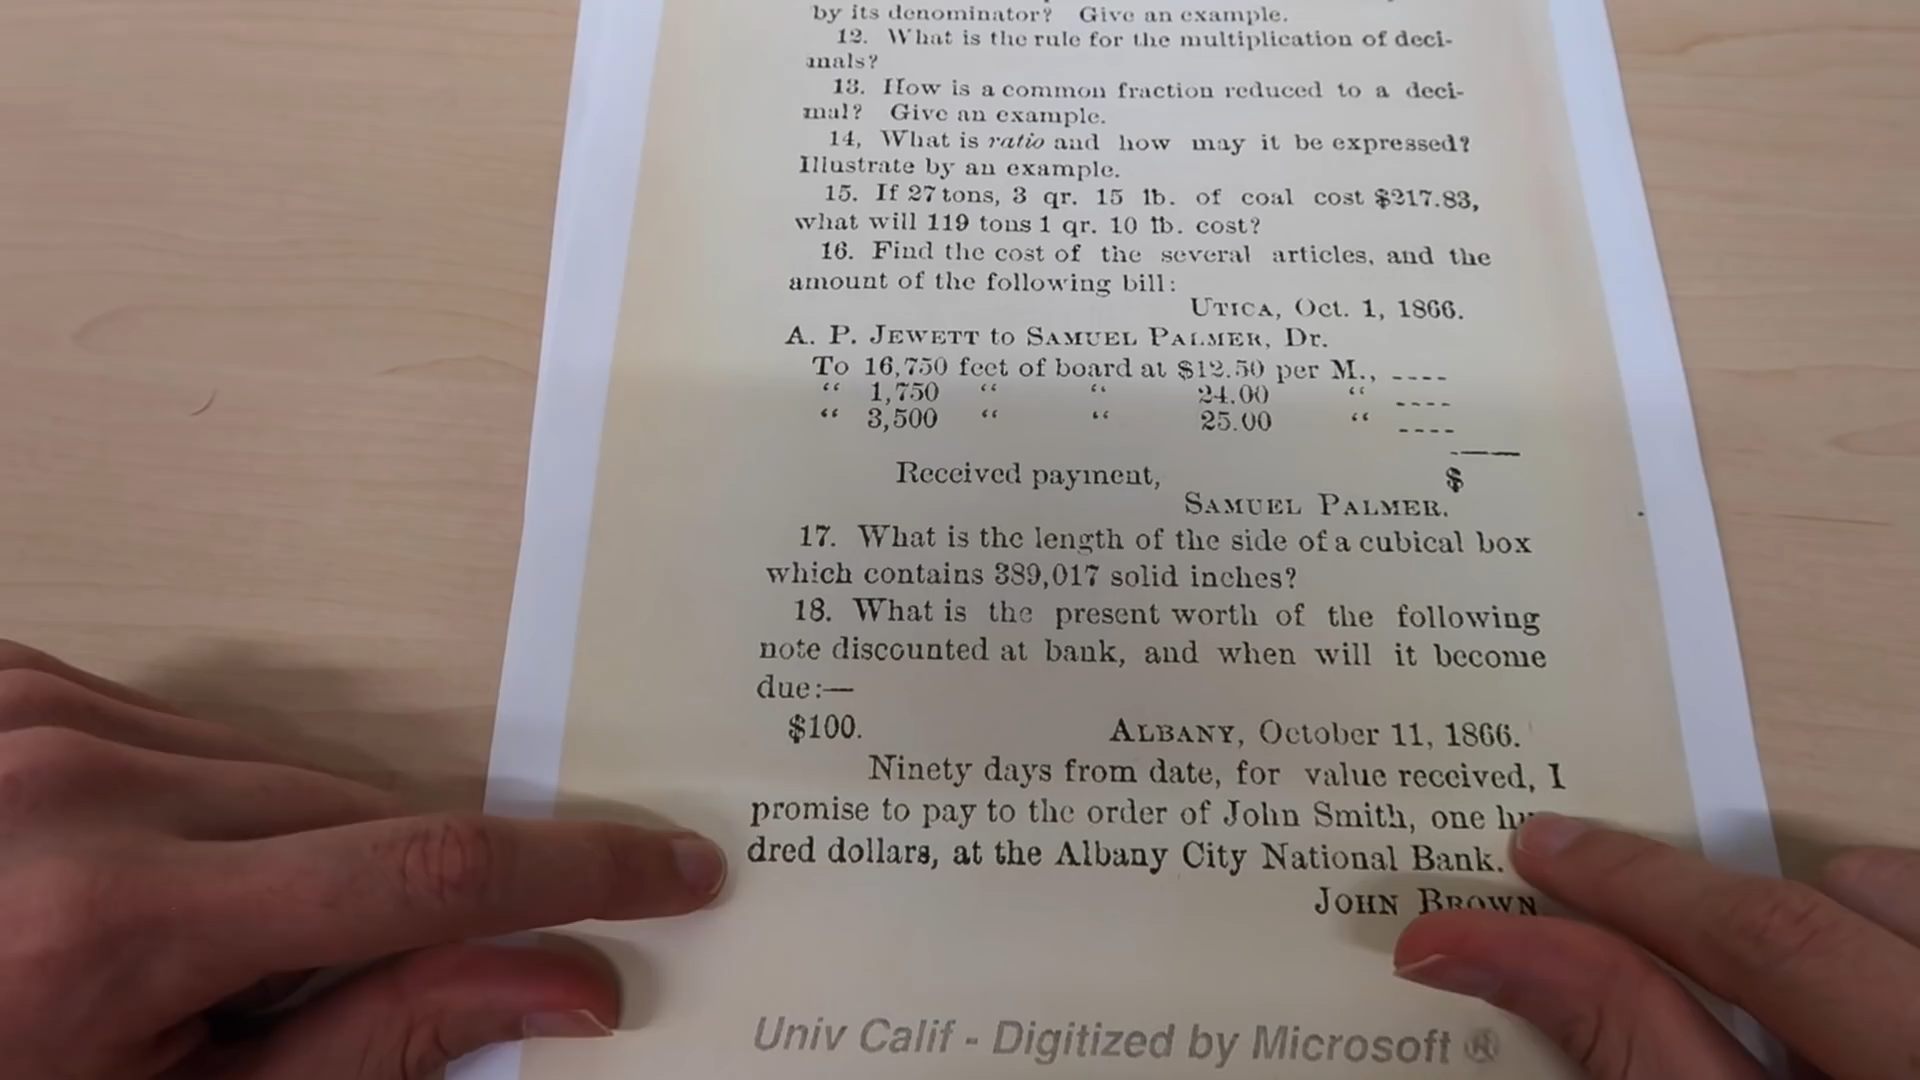 by its denominator? Give an example.
12. What is the rule for the multiplication of deci-
mals?
13. How is a common fraction reduced to a deci-
mal? Give an example.
14, What is ratio and how may it be expressed?
Illustrate by an example.
15. If 27 tons, 3 qr. 15 lb. of coal cost $217.83,
what will 119 tons 1 qr. 10 lb. cost?
16. Find the cost of the several articles, and the
amount of the following bill:
UTICA, Oct. 1, 1866.
A. P. JEWETT to SAMUEL PALMER, Dr.
To 16,750 feet of board at $12.50 per M., ----
“ 1,750 “ “ 24.00 “ ----
“ 3,500 “ “ 25.00 “ ----
Received payment, $
SAMUEL PALMER.
17. What is the length of the side of a cubical box
which contains 389,017 solid inches?
18. What is the present worth of the following
note discounted at bank, and when will it become
due:—
$100. ALBANY, October 11, 1866.
Ninety days from date, for value received, I
promise to pay to the order of John Smith, one
dred dollars, at the Albany City National Bank.
JOHN BROWN
Univ Calif - Digitized by Microsoft ®